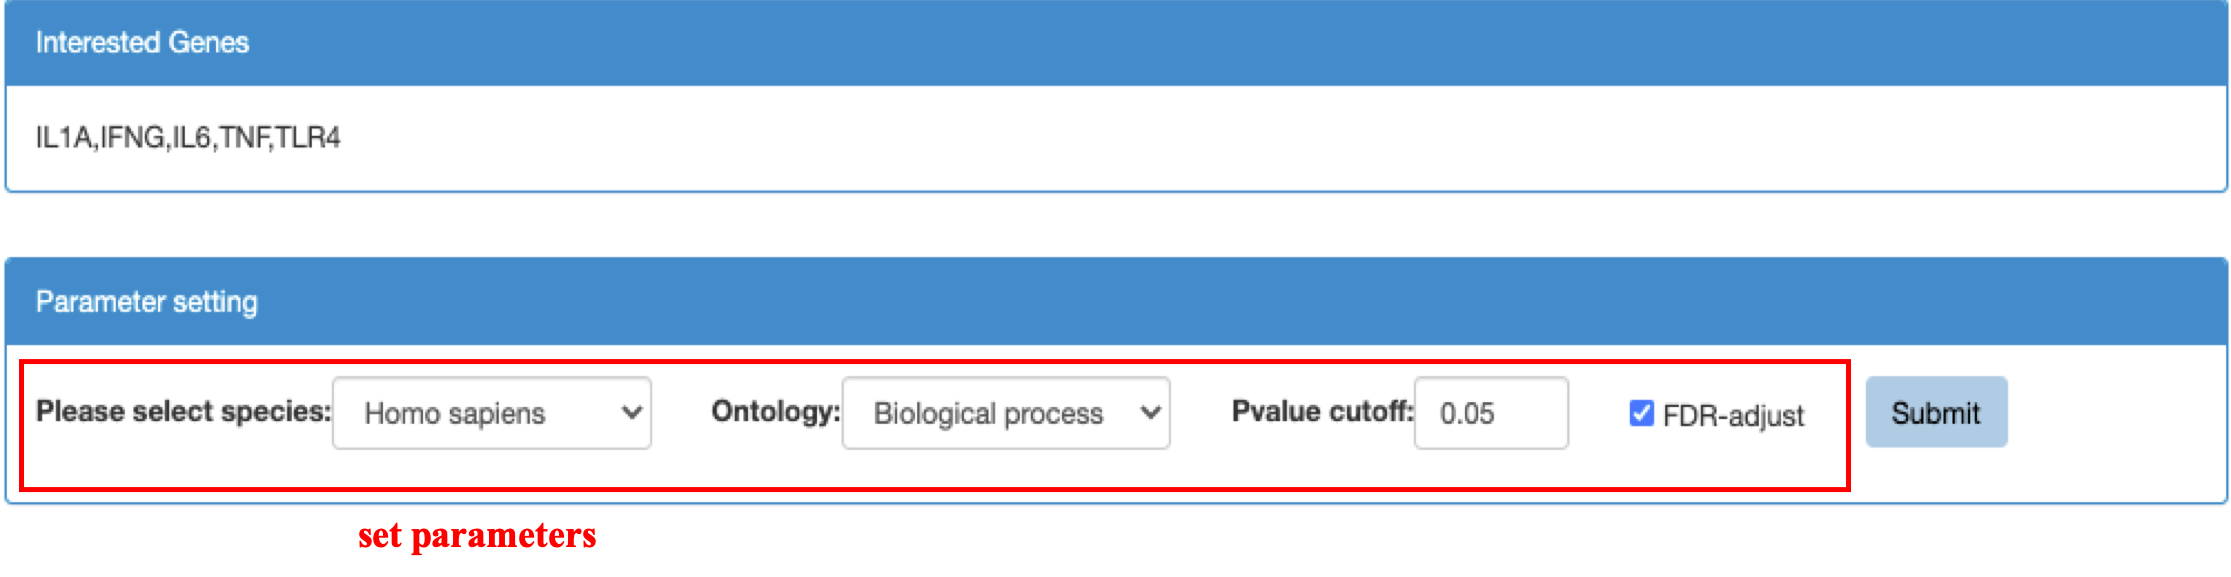 Interested Genes
IL1A,IFNG,IL6,TNF,TLR4
Parameter setting
Please select species: Homo sapiens Ontology: Biological process Pvalue cutoff: 0.05 FDR-adjust Submit
set parameters